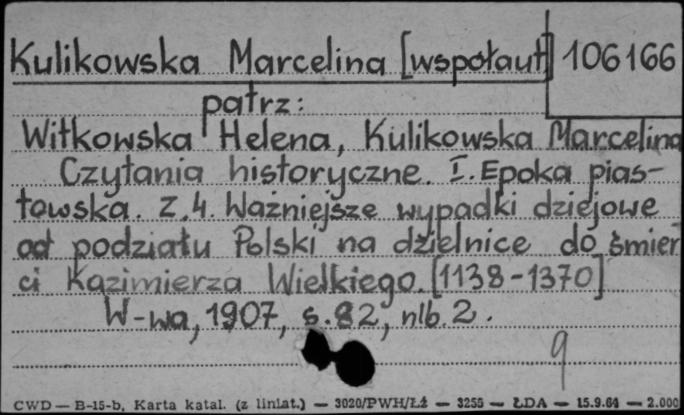 Kulikowska Marcelina [współaut] 106166
patrz:
Witkowska Helena, Kulikowska Marcelina
Czytania historyczne. I. Epoka pias-
towska. Z. 4. Ważniejsze wypadki dziejowe
od podziału Polski na dzielnice do śmier
ci Kazimierza Wielkiego. [1138-1370]
W-wa, 1907, s. 82, nlb. 2.
9
CWD — B-15-b, Karta katal. (z liniat.) — 3020/PWH/Łż — 3255 — ŁDA — 15.9.64 — 2.000